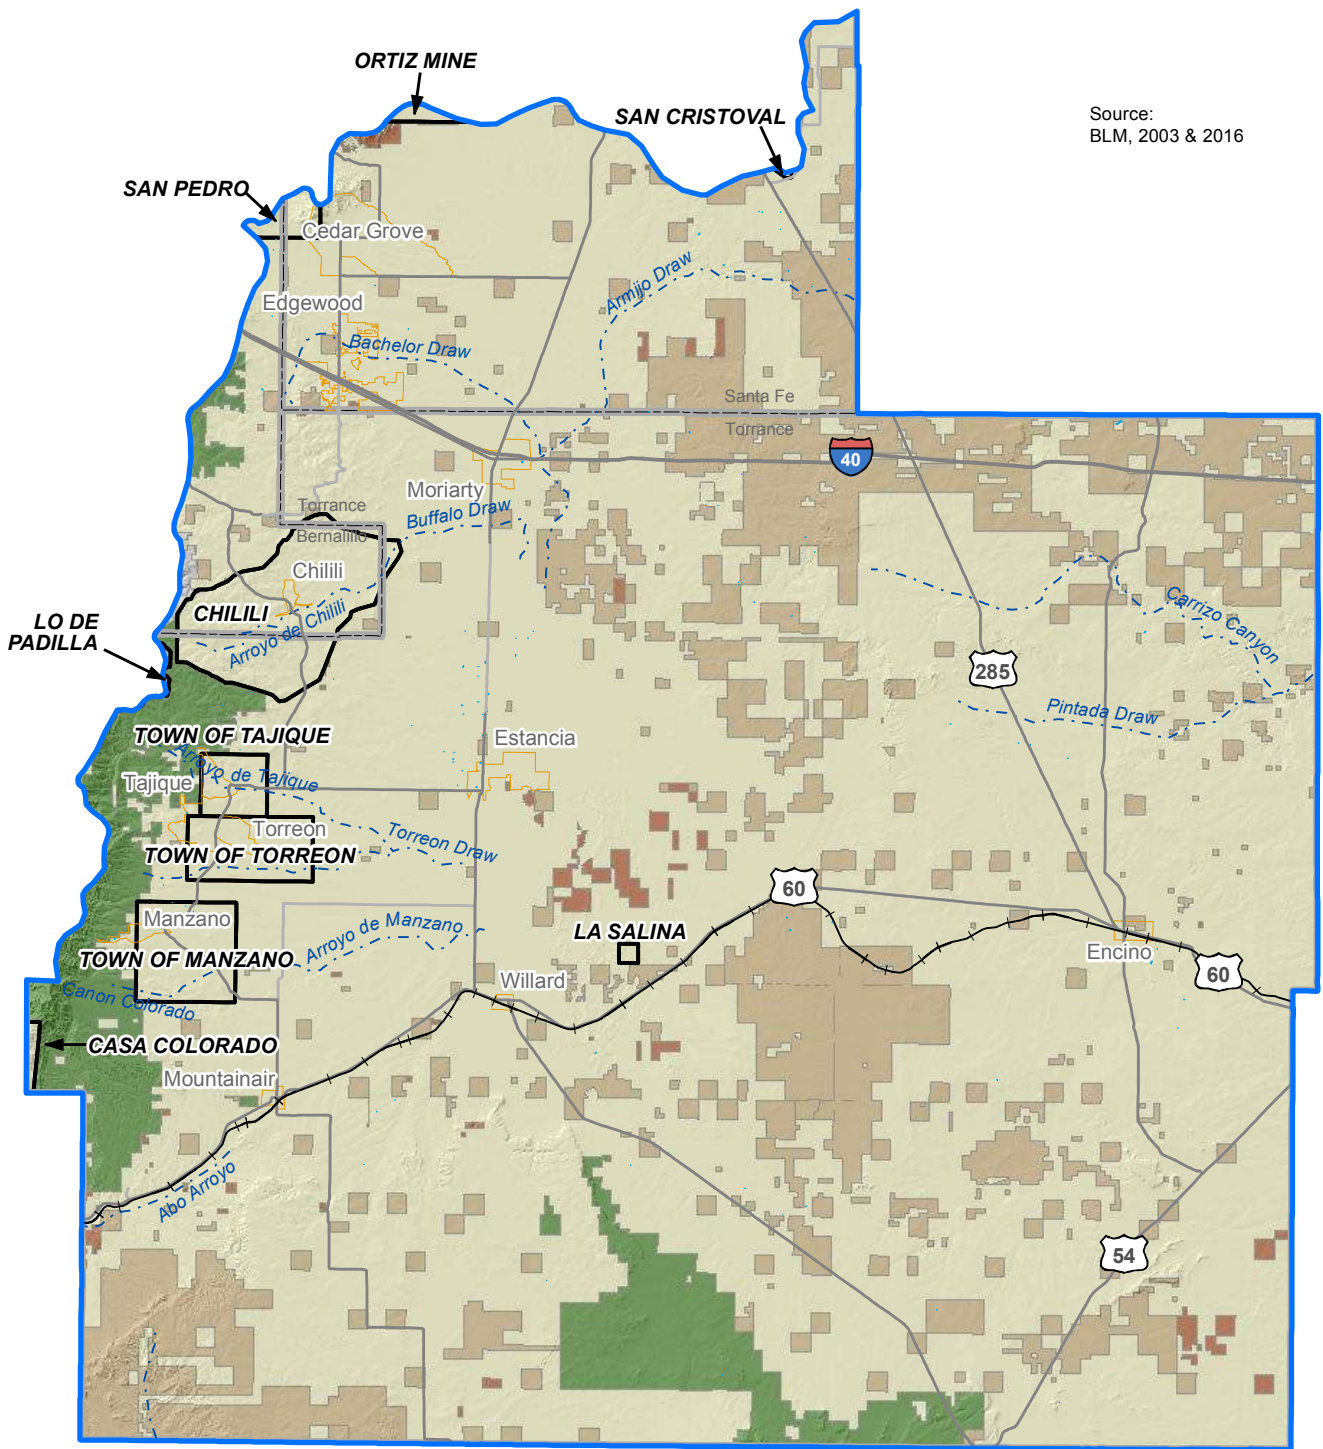 ORTIZ MINE
SAN CRISTOVAL
Source:
BLM, 2003 & 2016
SAN PEDRO
Cedar Grove
Armijo Draw
Edgewood
Bachelor Draw
Santa Fe
Torrance
40
Moriarty
Torrance
Buffalo Draw
Bernalillo
Chilili
CHILILI
Arroyo de Chilili
LO DE
PADILLA
Carrizo Canyon
285
Pintada Draw
TOWN OF TAJIQUE
Estancia
Arroyo de Tajique
Tajique
Torreon
Torreon Draw
TOWN OF TORREON
60
Manzano
Arroyo de Manzano
LA SALINA
TOWN OF MANZANO
Encino
60
Willard
Canon Colorado
CASA COLORADO
Mountainair
Abo Arroyo
54